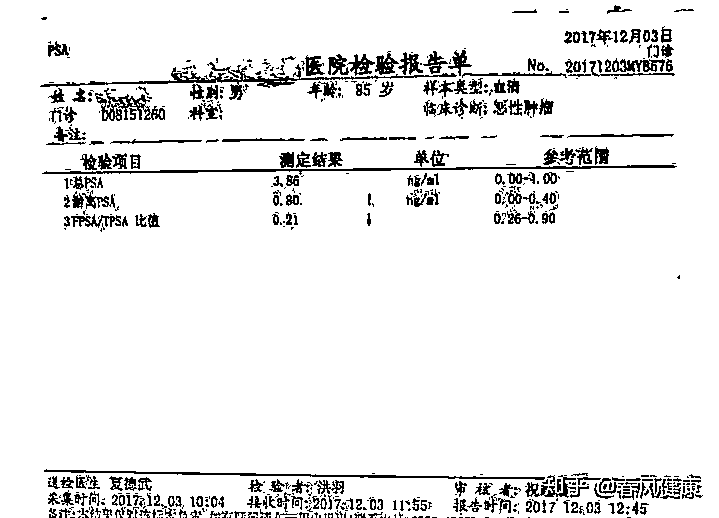 PSA
2017年12月03日
门诊
医院检验报告单
No. 20171203MYB676
姓 名: 性别: 男 年龄: 85 岁 样本类型: 血清
门诊 D08151260 科室: 临床诊断: 恶性肿瘤
备注:
检验项目 测定结果 单位 参考范围
1 总PSA 3.86 ng/ml 0.00-4.00
2 游离PSA 0.80 ng/ml 0.00-0.40
3 FPSA/TPSA 比值 0.21 ↓ 0.26-0.90
知乎 @春风健康
送检医生 夏德武 检 验 者: 洪羽 审 核 者: 祝
采集时间: 2017.12.03 10:04 接收时间: 2017.12.03 11:55 报告时间: 2017 12.03 12:45